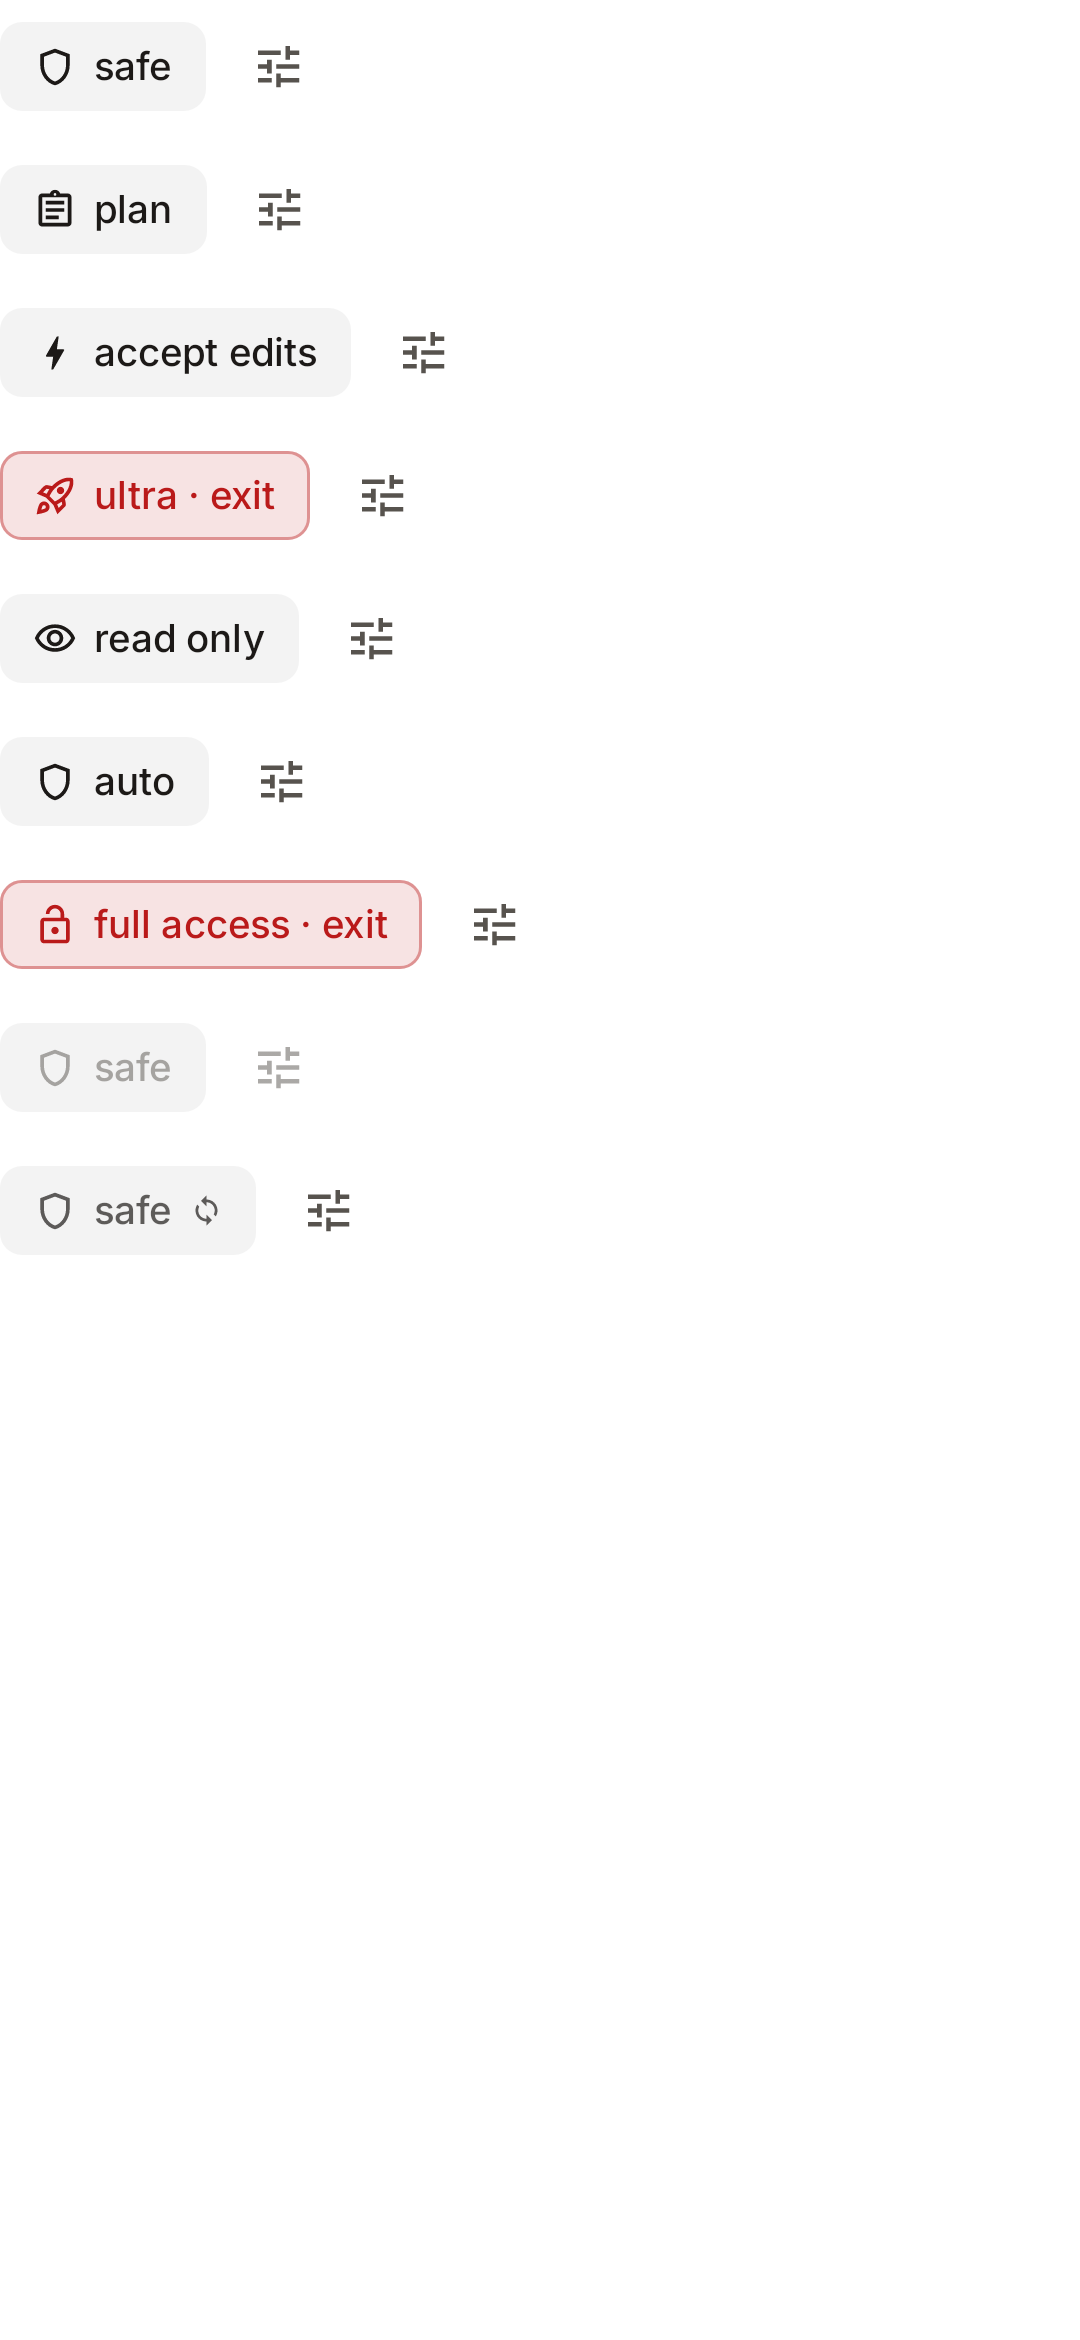 safe
plan
accept edits
ultra · exit
read only
auto
full access · exit
safe
safe